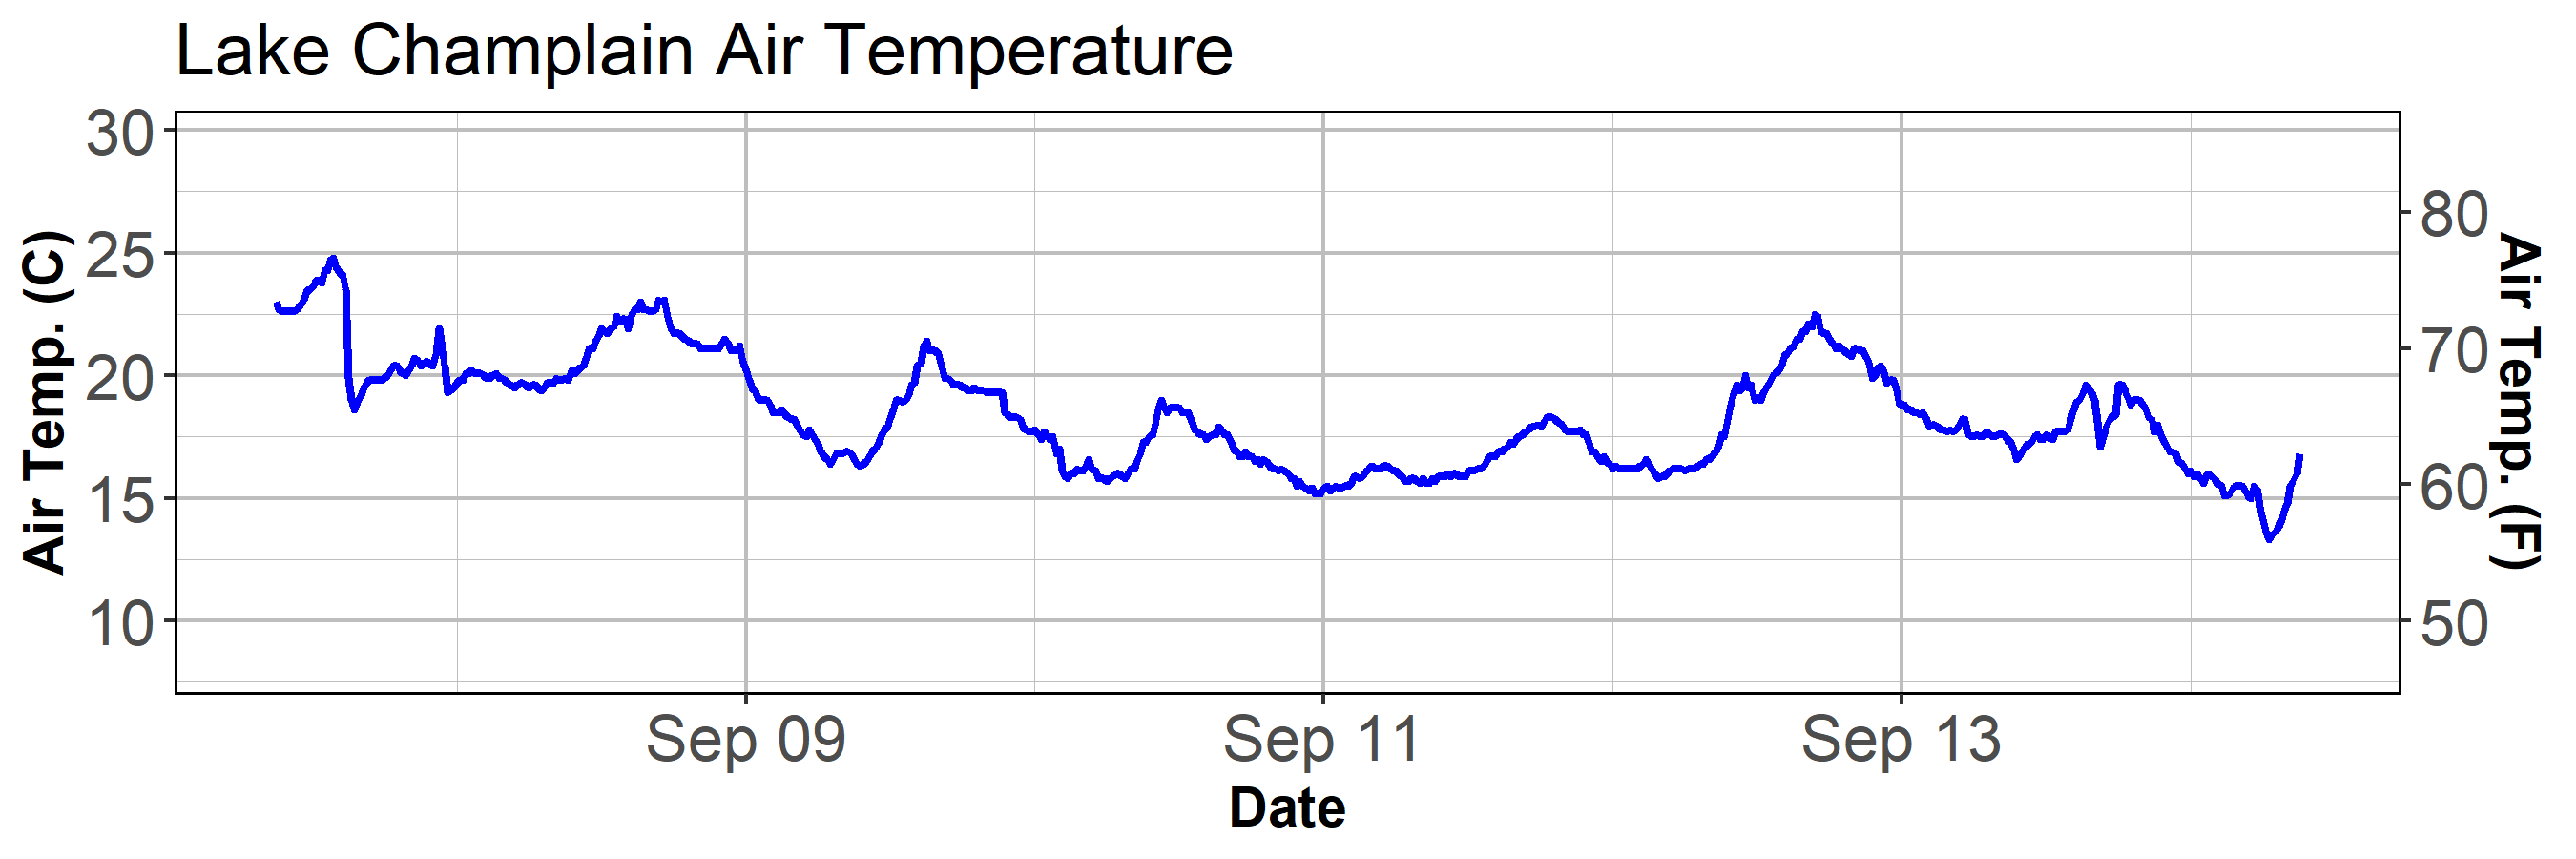 Lake Champlain Air Temperature
30
25
20
15
10
Air Temp. (C)
80
70
60
50
Air Temp. (F)
Sep 09
Sep 11
Sep 13
Date